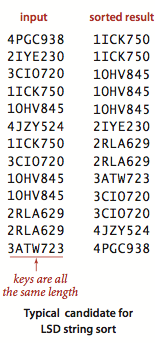 input sorted result
4PGC938 1ICK750
2IYE230 1ICK750
3CIO720 1OHV845
1ICK750 1OHV845
1OHV845 1OHV845
4JZY524 2IYE230
1ICK750 2RLA629
3CIO720 2RLA629
1OHV845 3ATW723
1OHV845 3CIO720
2RLA629 3CIO720
2RLA629 4JZY524
3ATW723 4PGC938
keys are all
the same length
Typical candidate for
LSD string sort